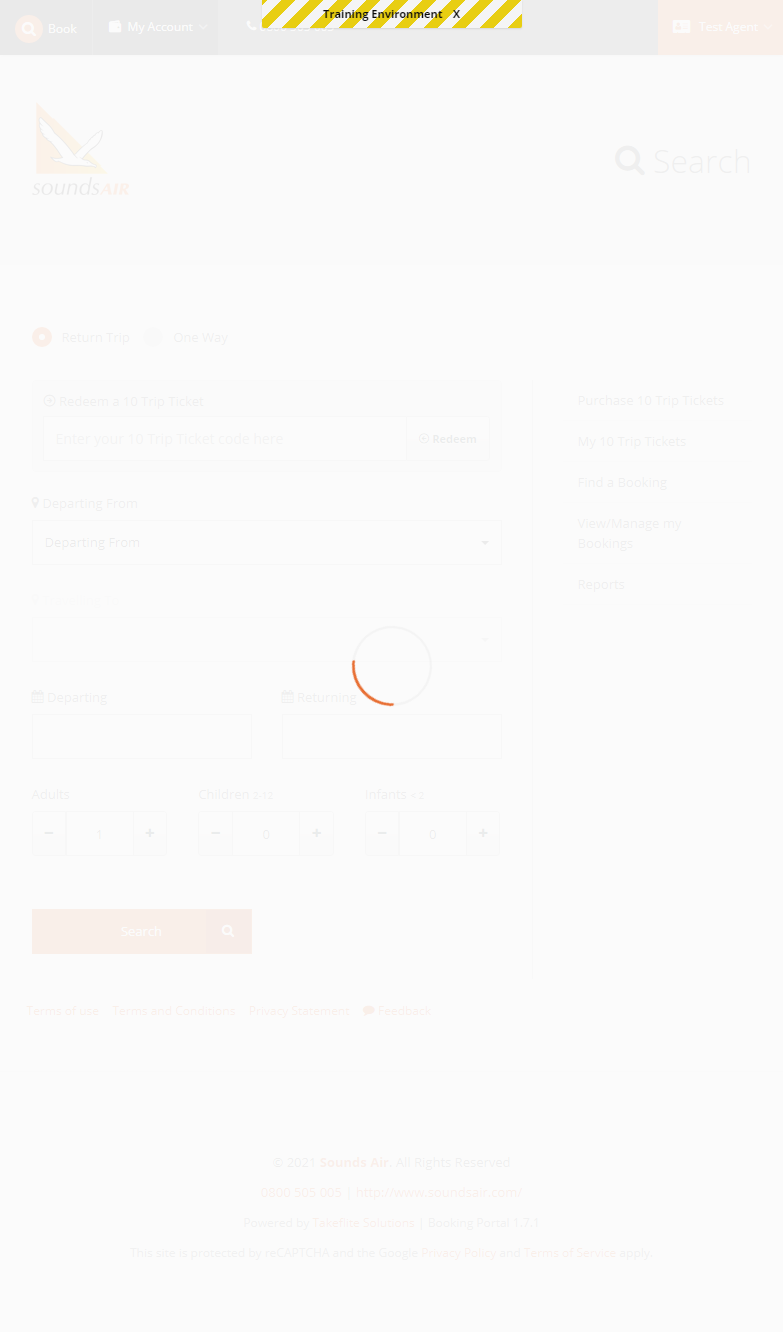 Training Environment X
Book
My Account
Test Agent
soundsAIR
Search
Return Trip
One Way
Redeem a 10 Trip Ticket
Enter your 10 Trip Ticket code here
Redeem
Purchase 10 Trip Tickets
My 10 Trip Tickets
Find a Booking
View/Manage my
Bookings
Reports
Departing From
Departing From
Departing
Returning
Adults
Children 2-12
Infants < 2
1
0
0
Search
Terms of use
Terms and Conditions
Privacy Statement
Feedback
© 2021 Sounds Air. All Rights Reserved
0800 505 005 | http://www.soundsair.com/
Powered by Takeflite Solutions | Booking Portal 1.7.1
This site is protected by reCAPTCHA and the Google Privacy Policy and Terms of Service apply.